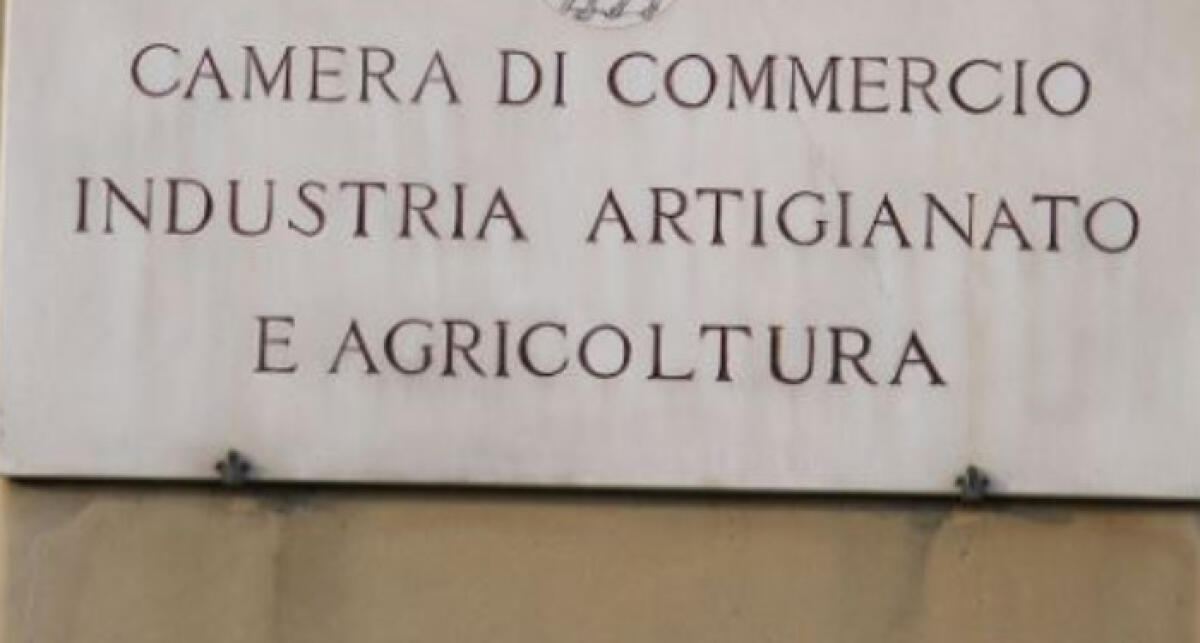 CAMERA DI COMMERCIO
INDUSTRIA ARTIGIANATO
E AGRICOLTURA